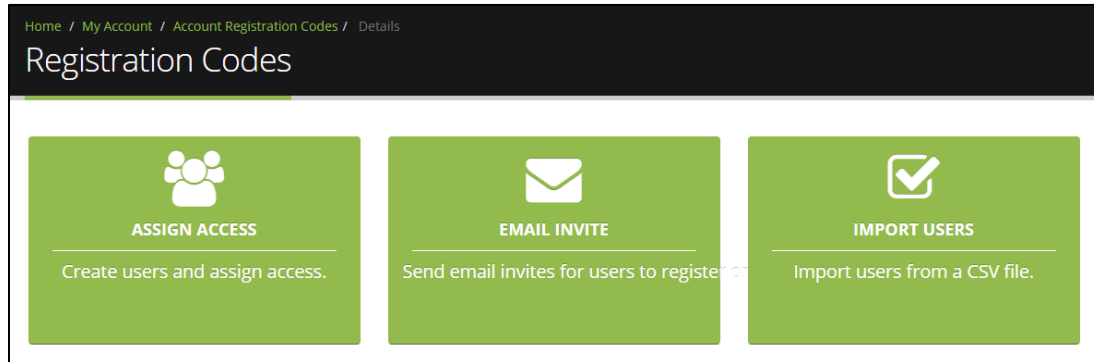 Home / My Account / Account Registration Codes / Details
Registration Codes
ASSIGN ACCESS
Create users and assign access.
EMAIL INVITE
Send email invites for users to register
IMPORT USERS
Import users from a CSV file.